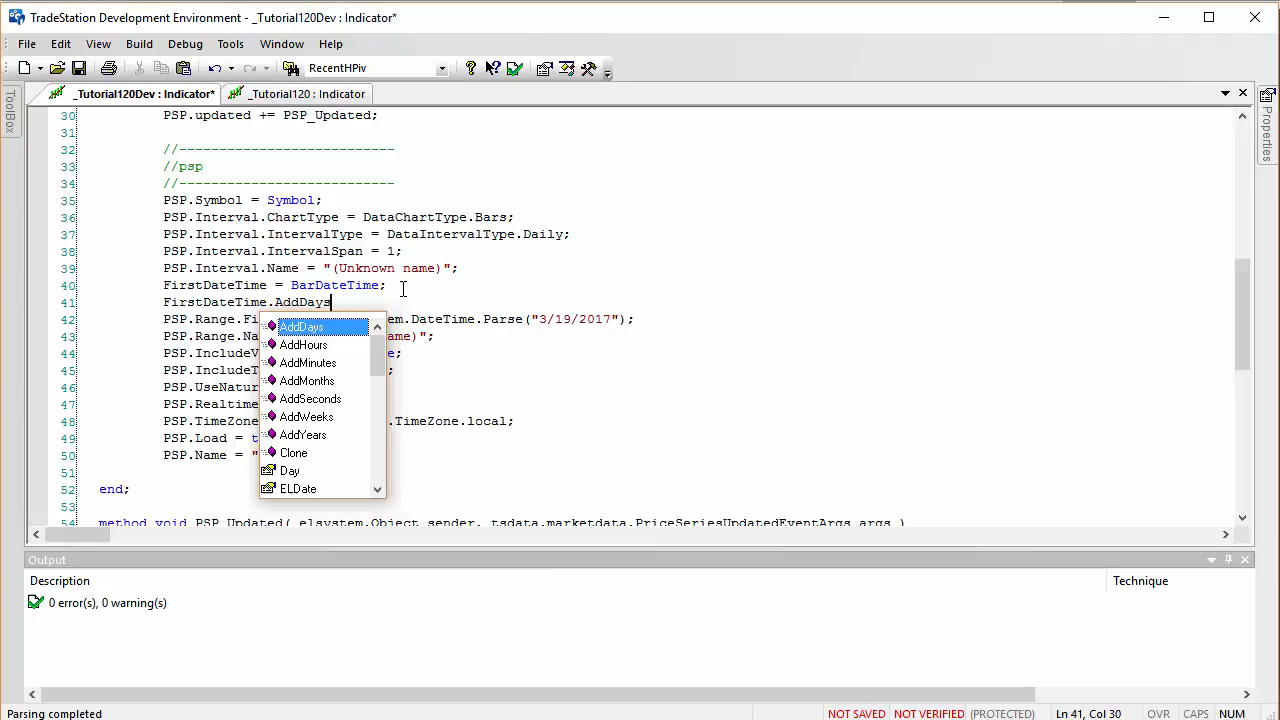 TradeStation Development Environment - _Tutorial120Dev : Indicator*
File Edit View Build Debug Tools Window Help
RecentHPiv
_Tutorial120Dev : Indicator* _Tutorial120 : Indicator
ToolBox
Properties
30 PSP.updated += PSP_Updated;
31
32 //---------------------------
33 //psp
34 //---------------------------
35 PSP.Symbol = Symbol;
36 PSP.Interval.ChartType = DataChartType.Bars;
37 PSP.Interval.IntervalType = DataIntervalType.Daily;
38 PSP.Interval.IntervalSpan = 1;
39 PSP.Interval.Name = "(Unknown name)";
40 FirstDateTime = BarDateTime;
41 FirstDateTime.AddDays
42 PSP.Range.Fi em.DateTime.Parse("3/19/2017");
43 PSP.Range.Na ame)";
44 PSP.IncludeV e;
45 PSP.IncludeT ;
46 PSP.UseNatur
47 PSP.Realtime
48 PSP.TimeZone .TimeZone.local;
49 PSP.Load = t
50 PSP.Name = "
51
52 end;
53
54 method void PSP_Updated( elsystem.Object sender, tsdata.marketdata.PriceSeriesUpdatedEventArgs args )
AddDays
AddHours
AddMinutes
AddMonths
AddSeconds
AddWeeks
AddYears
Clone
Day
ELDate
Output
Description Technique
0 error(s), 0 warning(s)
Parsing completed NOT SAVED NOT VERIFIED (PROTECTED) Ln 41, Col 30 OVR CAPS NUM